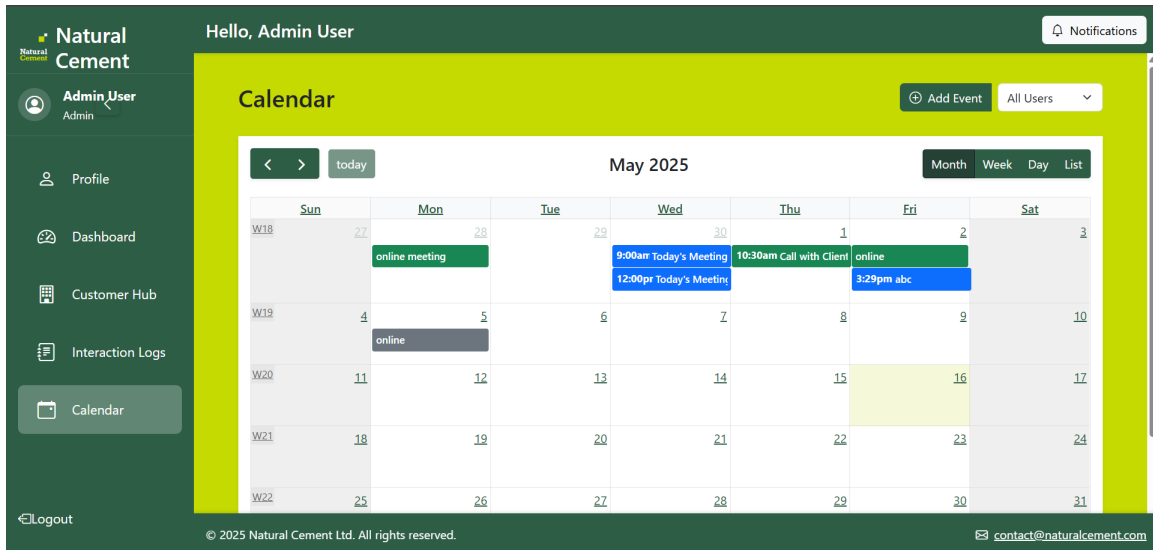 Natural
Cement
Natural Cement
Hello, Admin User
Notifications
Admin User
Admin
Profile
Dashboard
Customer Hub
Interaction Logs
Calendar
Logout
Calendar
Add Event
All Users
today
May 2025
Month Week Day List
Sun Mon Tue Wed Thu Fri Sat
W18 27 28 29 30 1 2 3
online meeting 9:00am Today's Meeting 10:30am Call with Client online
12:00p Today's Meeting 3:29pm abc
W19 4 5 6 7 8 9 10
online
W20 11 12 13 14 15 16 17
W21 18 19 20 21 22 23 24
W22 25 26 27 28 29 30 31
© 2025 Natural Cement Ltd. All rights reserved.
contact@naturalcement.com